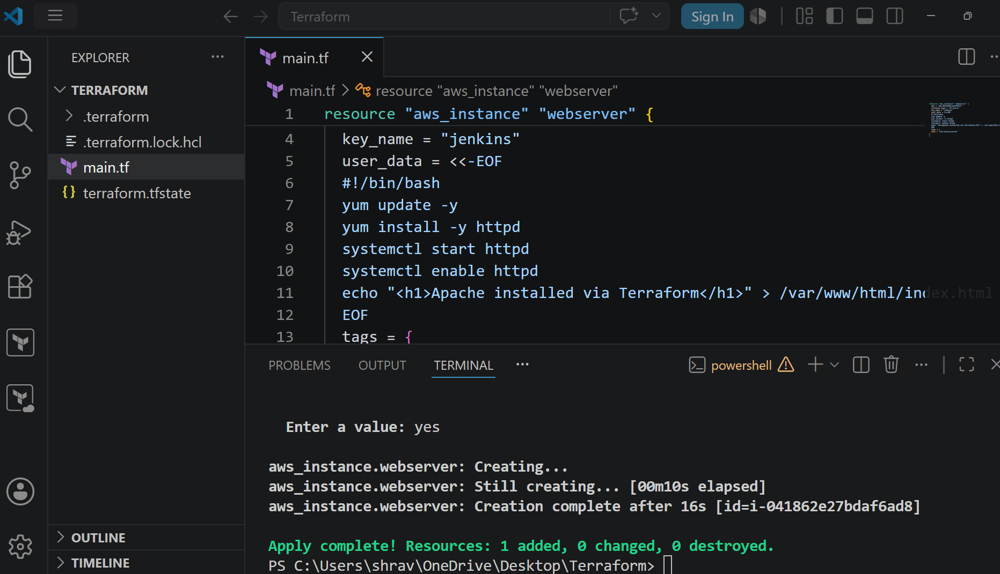 Terraform
Sign In
EXPLORER
TERRAFORM
.terraform
.terraform.lock.hcl
main.tf
terraform.tfstate
OUTLINE
TIMELINE
main.tf
main.tf > resource "aws_instance" "webserver"
1 resource "aws_instance" "webserver" {
4 key_name = "jenkins"
5 user_data = <<-EOF
6 #!/bin/bash
7 yum update -y
8 yum install -y httpd
9 systemctl start httpd
10 systemctl enable httpd
11 echo "<h1>Apache installed via Terraform</h1>" > /var/www/html/index.html
12 EOF
13 tags = {
PROBLEMS OUTPUT TERMINAL
powershell
Enter a value: yes
aws_instance.webserver: Creating...
aws_instance.webserver: Still creating... [00m10s elapsed]
aws_instance.webserver: Creation complete after 16s [id=i-041862e27bdaf6ad8]
Apply complete! Resources: 1 added, 0 changed, 0 destroyed.
PS C:\Users\shrav\OneDrive\Desktop\Terraform>